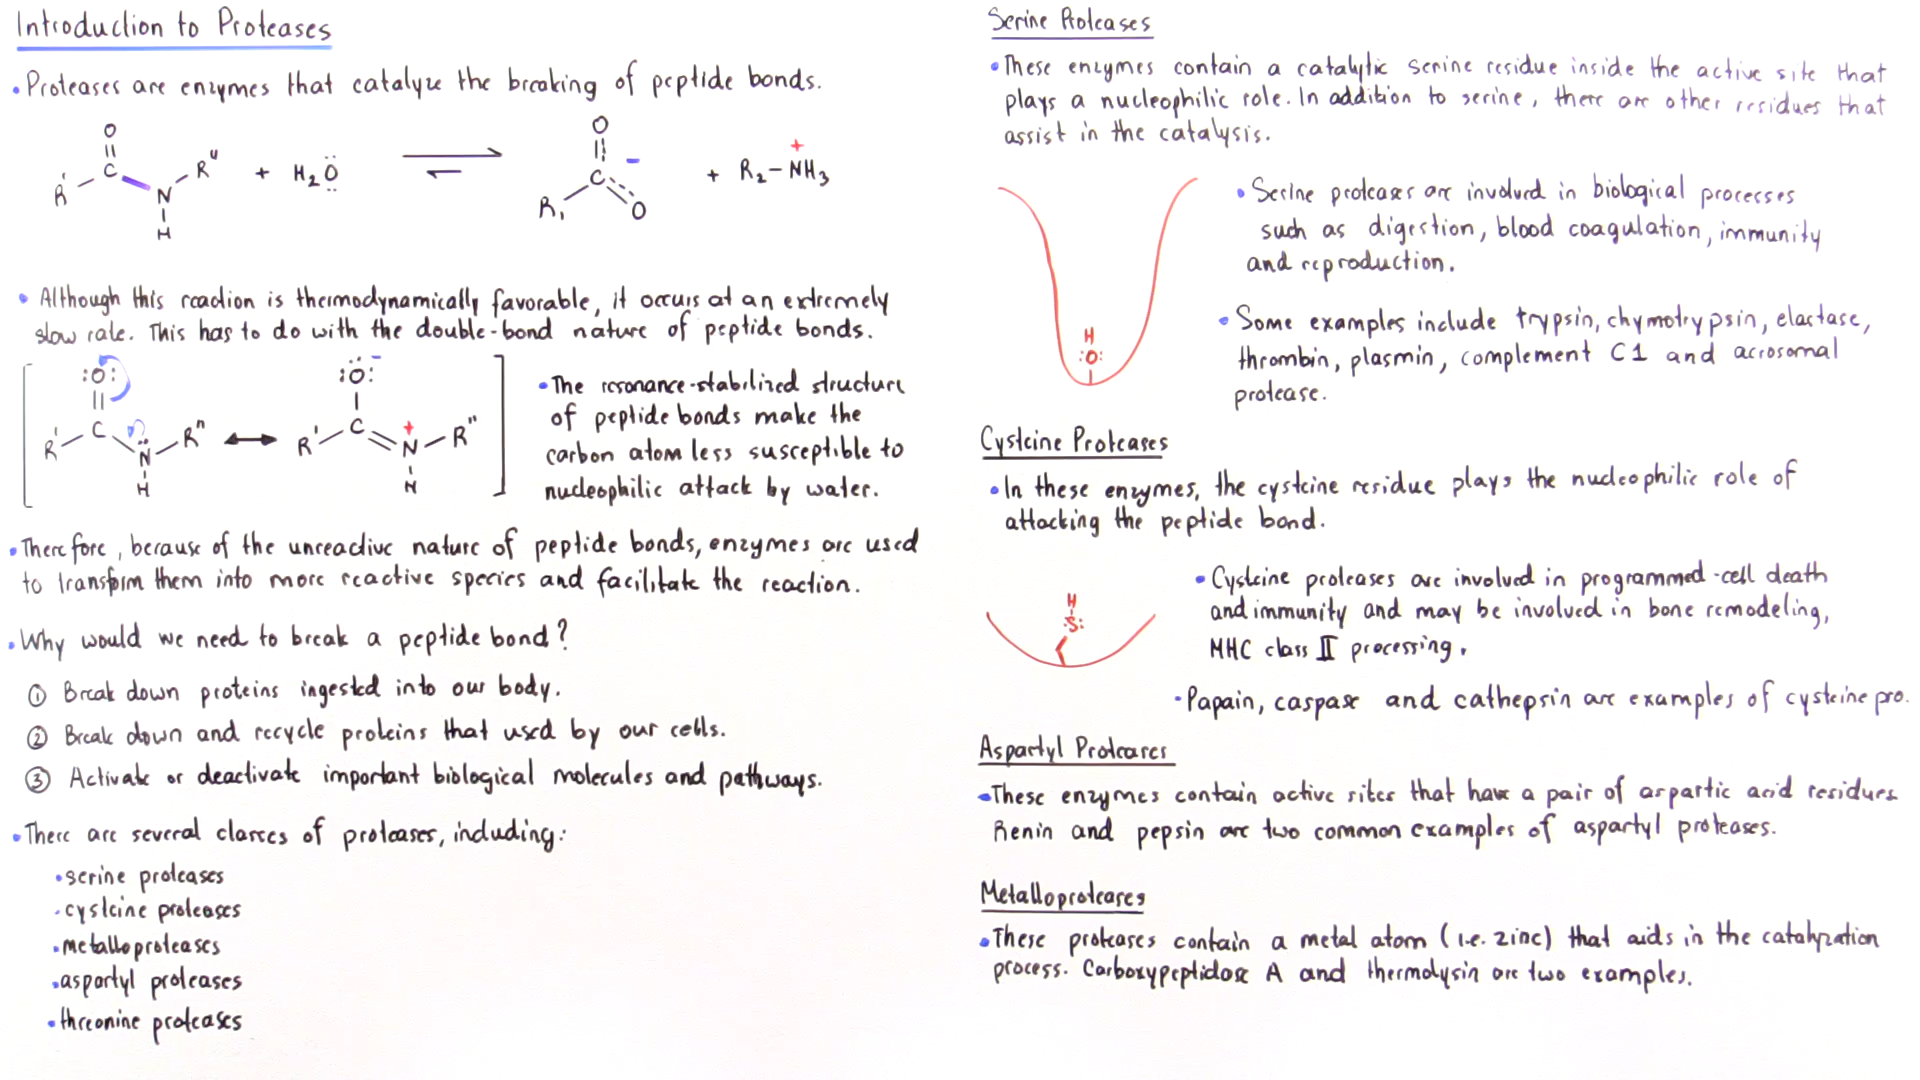 Introduction to Proteases
• Proteases are enzymes that catalyze the breaking of peptide bonds.
O
C
R'
N
H
R"
+ H₂O
⇌
O
C
R₁
O
-
+ R₂-NH₃
+
• Although this reaction is thermodynamically favorable, it occurs at an extremely
slow rate. This has to do with the double-bond nature of peptide bonds.
:O:
C
R'
N
H
R"
↔
:O:
-
C
R'
+
N
H
R"
• The resonance-stabilized structure
of peptide bonds make the
carbon atom less susceptible to
nucleophilic attack by water.
• Therefore, because of the unreactive nature of peptide bonds, enzymes are used
to transform them into more reactive species and facilitate the reaction.
• Why would we need to break a peptide bond?
① Break down proteins ingested into our body.
② Break down and recycle proteins that used by our cells.
③ Activate or deactivate important biological molecules and pathways.
• There are several classes of proteases, including:
• serine proteases
• cysteine proteases
• metalloproteases
• aspartyl proteases
• threonine proteases
Serine Proteases
• These enzymes contain a catalytic serine residue inside the active site that
plays a nucleophilic role. In addition to serine, there are other residues that
assist in the catalysis.
H
:O:
• Serine proteases are involved in biological processes
such as digestion, blood coagulation, immunity
and reproduction.
• Some examples include trypsin, chymotrypsin, elastase,
thrombin, plasmin, complement C1 and acrosomal
protease.
Cysteine Proteases
• In these enzymes, the cysteine residue plays the nucleophilic role of
attacking the peptide bond.
H
:S:
• Cysteine proteases are involved in programmed-cell death
and immunity and may be involved in bone remodeling,
MHC class II processing.
• Papain, caspase and cathepsin are examples of cysteine pro.
Aspartyl Proteases
• These enzymes contain active sites that have a pair of aspartic acid residues
Renin and pepsin are two common examples of aspartyl proteases.
Metalloproteases
• These proteases contain a metal atom (i.e. zinc) that aids in the catalyzation
process. Carboxypeptidase A and thermolysin are two examples.